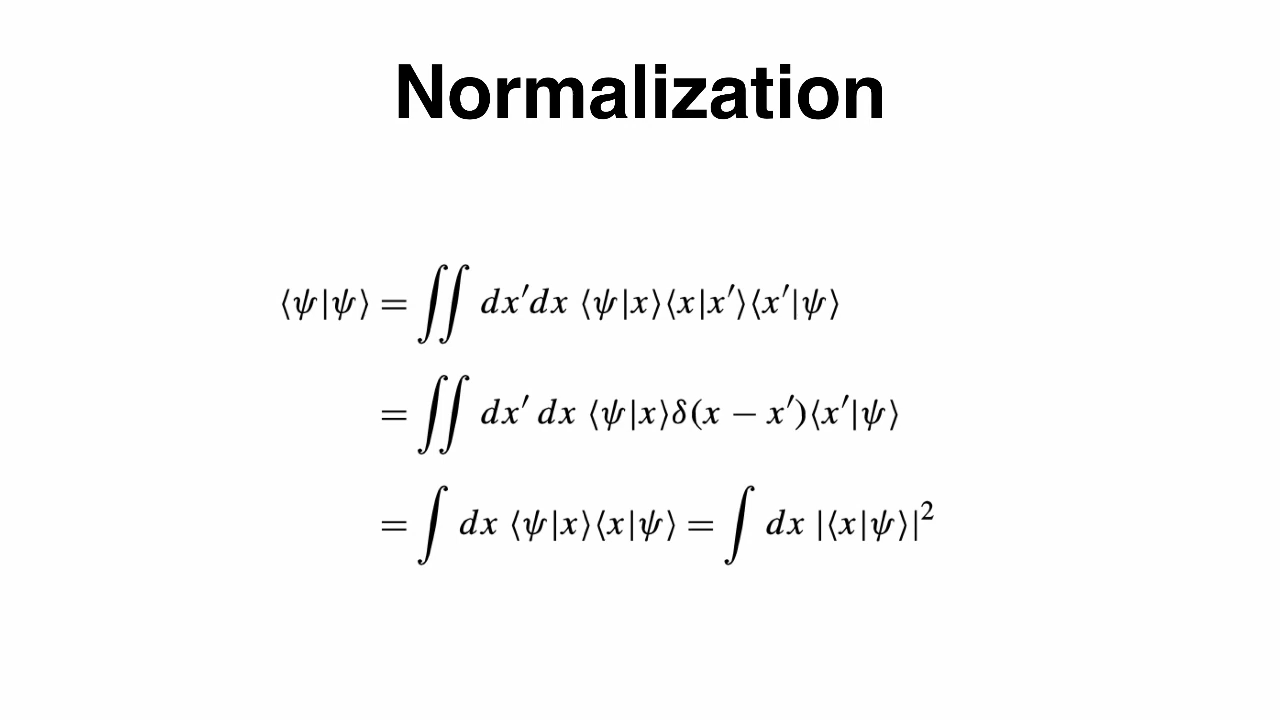 Normalization
⟨ψ|ψ⟩ = ∬ dx′dx ⟨ψ|x⟩⟨x|x′⟩⟨x′|ψ⟩
= ∬ dx′ dx ⟨ψ|x⟩δ(x − x′)⟨x′|ψ⟩
= ∫ dx ⟨ψ|x⟩⟨x|ψ⟩ = ∫ dx |⟨x|ψ⟩|²